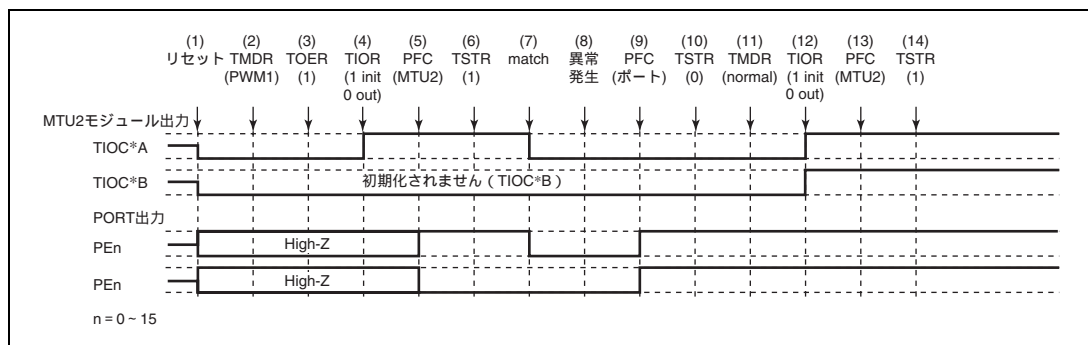 (1) (2) (3) (4) (5) (6) (7) (8) (9) (10) (11) (12) (13) (14)
リセット TMDR TOER TIOR PFC TSTR match 異常 PFC TSTR TMDR TIOR PFC TSTR
(PWM1) (1) (1 init (MTU2) (1) 発生 (ポート) (0) (normal) (1 init (MTU2) (1)
0 out) 0 out)
MTU2モジュール出力
TIOC*A
TIOC*B 初期化されません ( TIOC*B )
PORT出力
PEn High-Z
PEn High-Z
n = 0 ~ 15